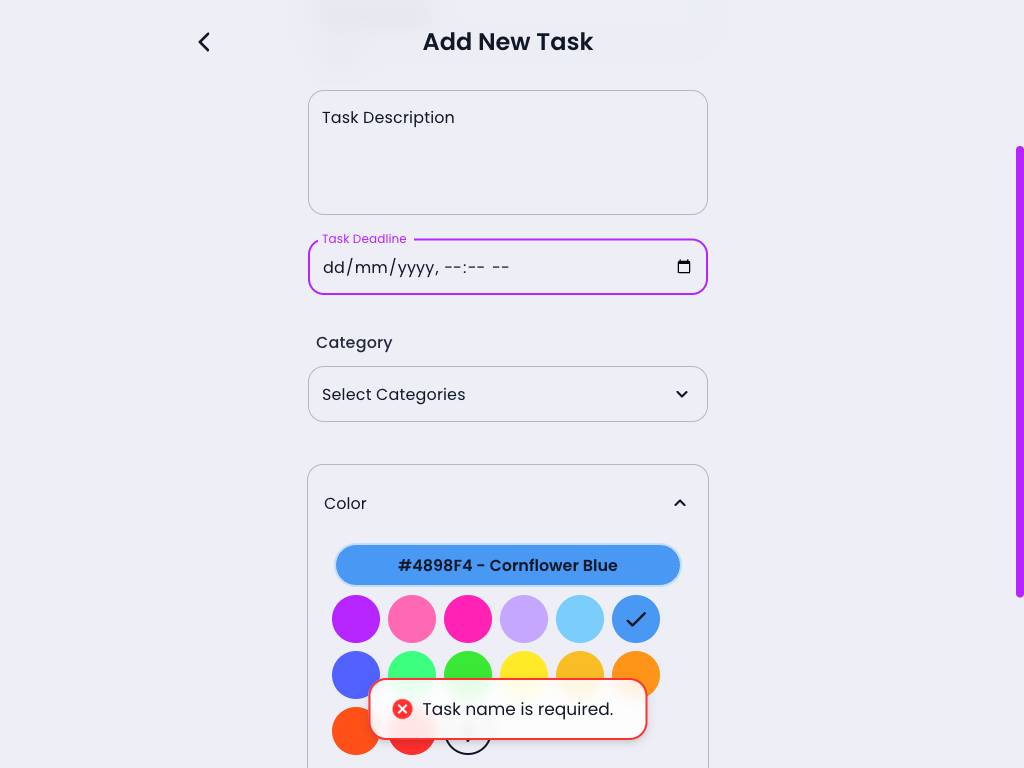 Add New Task
Task Description
Task Deadline
dd/mm/yyyy, --:-- --
Category
Select Categories
Color
#4898F4 - Cornflower Blue
Task name is required.